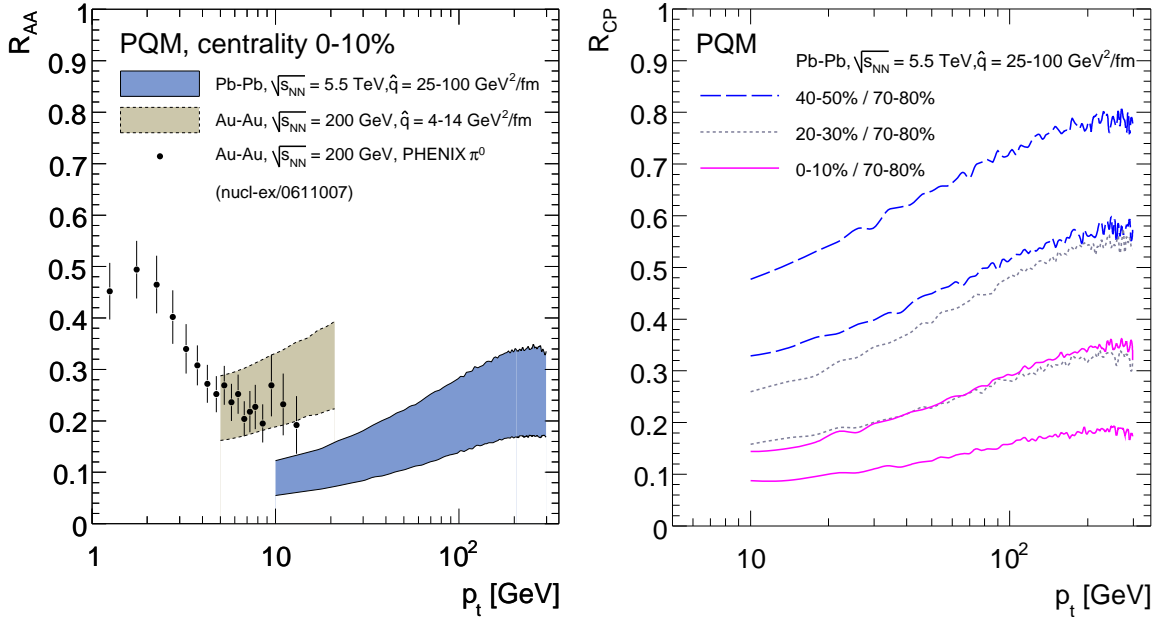 R_AA
1
0.9
0.8
0.7
0.6
0.5
0.4
0.3
0.2
0.1
0
PQM, centrality 0-10%
Pb-Pb, √s_NN = 5.5 TeV, q̂ = 25-100 GeV²/fm
Au-Au, √s_NN = 200 GeV, q̂ = 4-14 GeV²/fm
Au-Au, √s_NN = 200 GeV, PHENIX π⁰
(nucl-ex/0611007)
1
10
10²
p_t [GeV]
R_CP
1
0.9
0.8
0.7
0.6
0.5
0.4
0.3
0.2
0.1
0
PQM
Pb-Pb, √s_NN = 5.5 TeV, q̂ = 25-100 GeV²/fm
40-50% / 70-80%
20-30% / 70-80%
0-10% / 70-80%
10
10²
p_t [GeV]